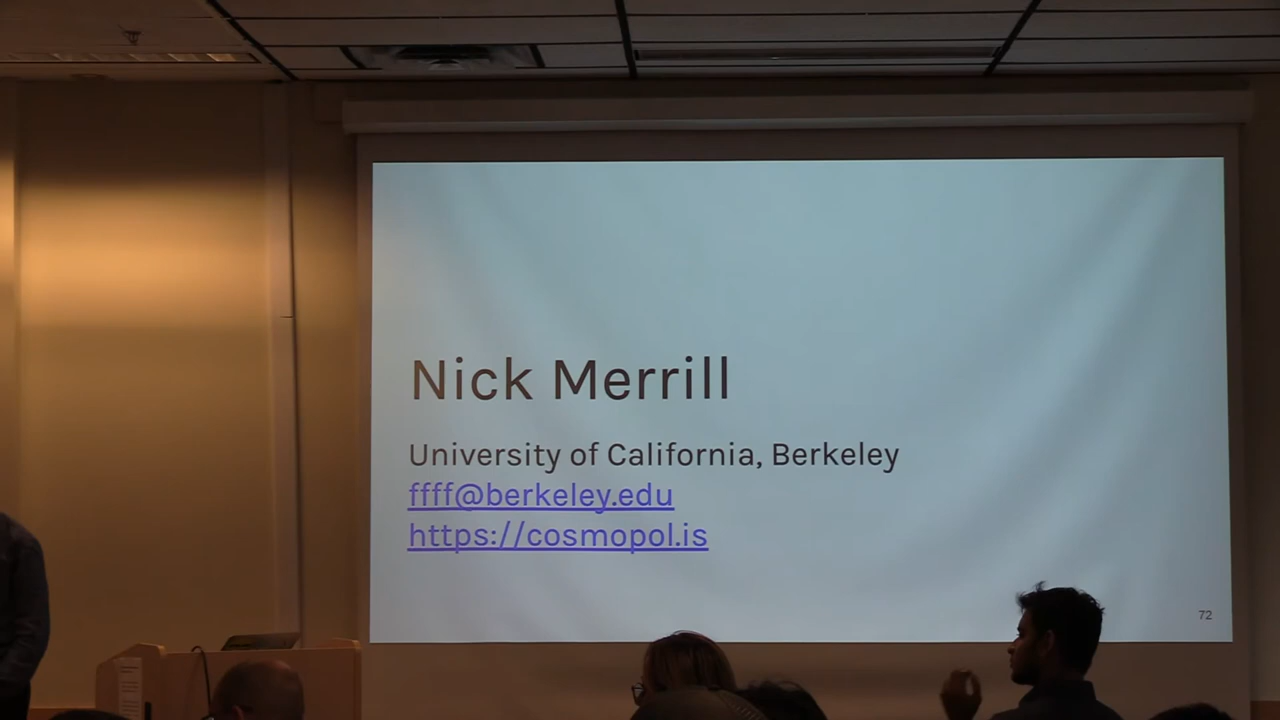 Nick Merrill
University of California, Berkeley
ffff@berkeley.edu
https://cosmopol.is
72